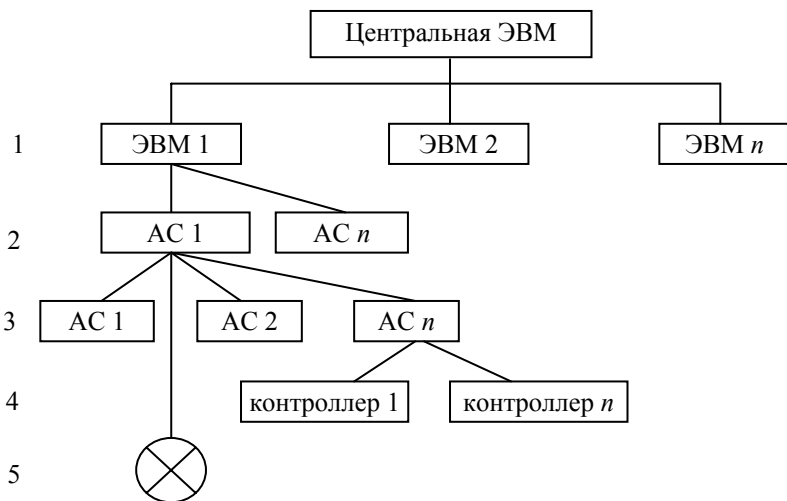 Центральная ЭВМ
1 ЭВМ 1 ЭВМ 2 ЭВМ n
2 АС 1 АС n
3 АС 1 АС 2 АС n
4 контроллер 1 контроллер n
5